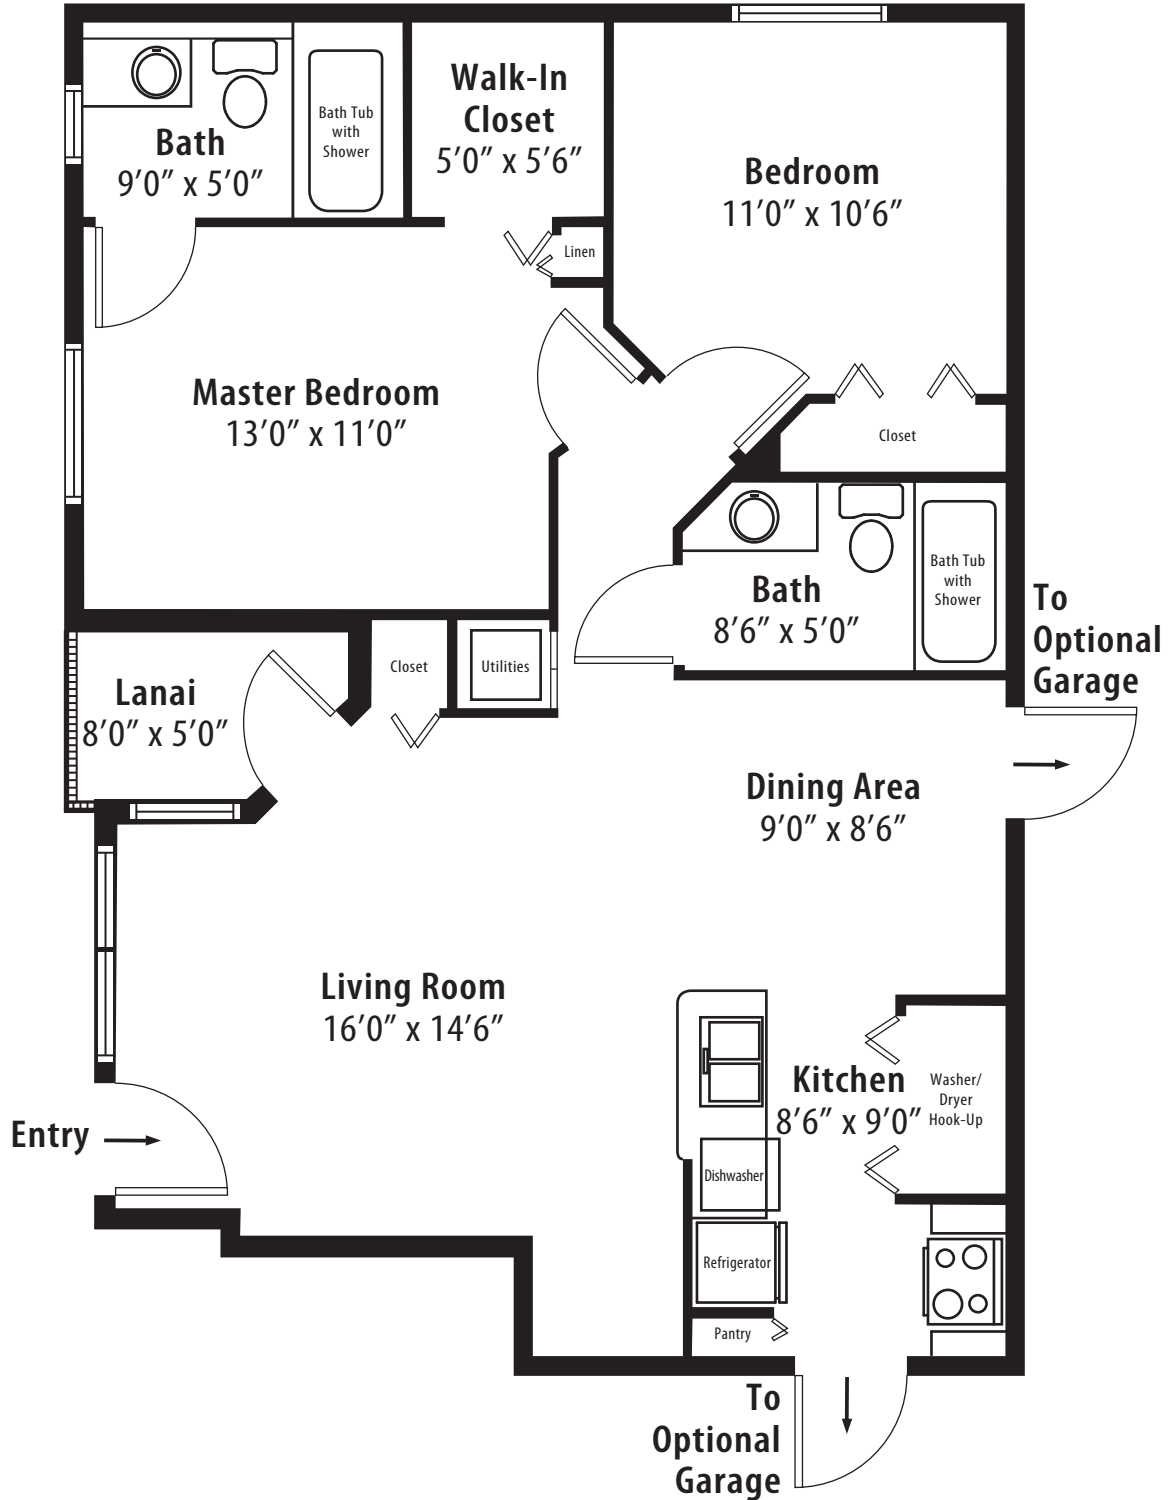 Bath
9’0” x 5’0”
Bath Tub
with
Shower
Walk-In
Closet
5’0” x 5’6”
Bedroom
11’0” x 10’6”
Linen
Master Bedroom
13’0” x 11’0”
Closet
Bath
8’6” x 5’0”
Bath Tub
with
Shower
To
Optional
Garage
Closet
Utilities
Lanai
8’0” x 5’0”
Dining Area
9’0” x 8’6”
Living Room
16’0” x 14’6”
Kitchen
8’6” x 9’0”
Washer/
Dryer
Hook-Up
Entry
Dishwasher
Refrigerator
Pantry
To
Optional
Garage